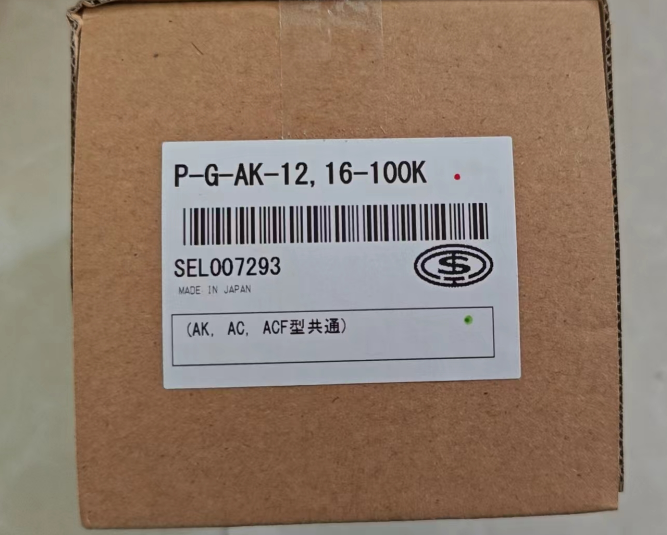 P-G-AK-12, 16-100K
SEL007293
MADE IN JAPAN
(AK, AC, ACF型共通)